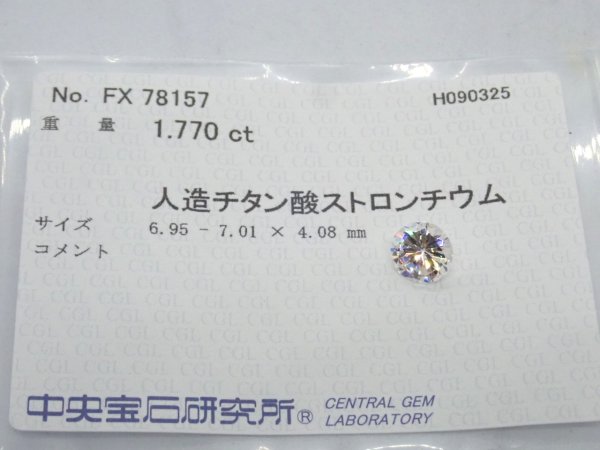 No. FX 78157
H090325
重 量 1.770 ct
人造チタン酸ストロンチウム
サイズ 6.95 - 7.01 × 4.08 mm
コメント
中央宝石研究所® CENTRAL GEM LABORATORY